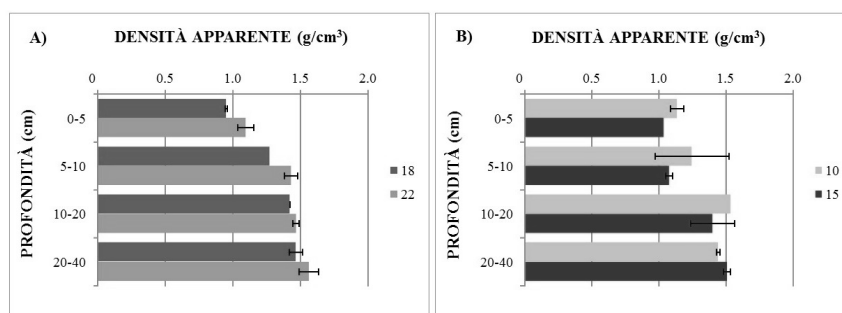 A)
DENSITÀ APPARENTE (g/cm³)
0 0.5 1.0 1.5 2.0
PROFONDITÀ (cm)
0-5
5-10
10-20
20-40
18
22
B)
DENSITÀ APPARENTE (g/cm³)
0 0.5 1.0 1.5 2.0
PROFONDITÀ (cm)
0-5
5-10
10-20
20-40
10
15